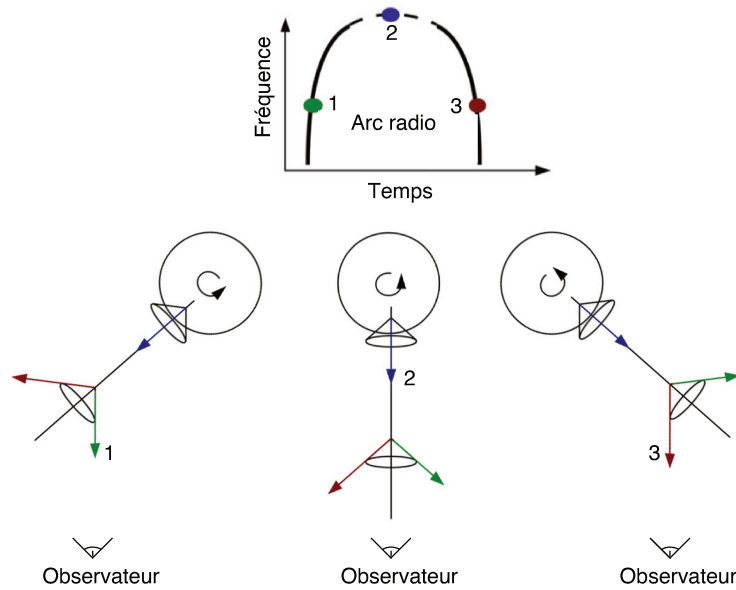 2
Fréquence
1
3
Arc radio
Temps
2
1
3
Observateur
Observateur
Observateur